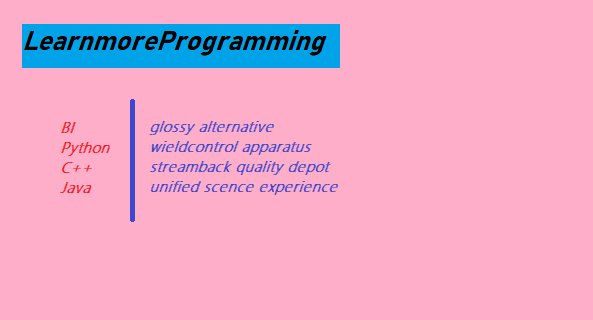 LearnmoreProgramming
BI glossy alternative
Python wieldcontrol apparatus
C++ streamback quality depot
Java unified scence experience